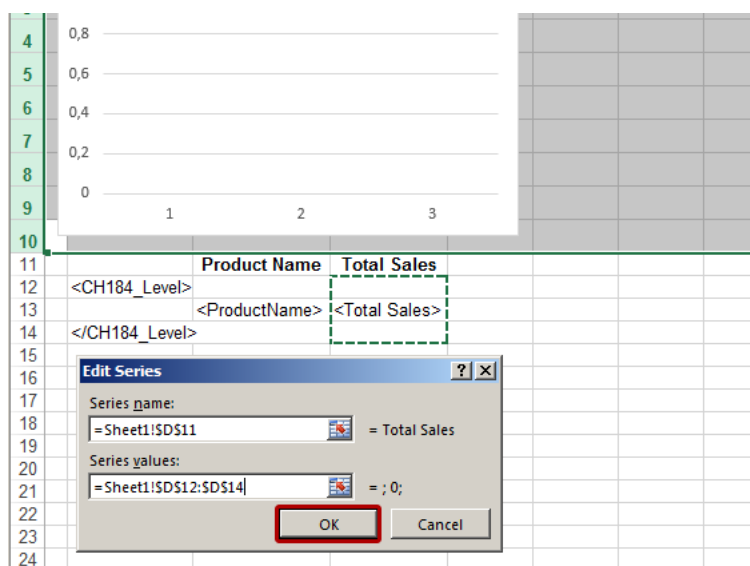 4 0,8
5 0,6
6 0,4
7 0,2
8 0
9 1 2 3
10
11 Product Name Total Sales
12 <CH184_Level>
13 <ProductName> <Total Sales>
14 </CH184_Level>
15
16 Edit Series ? X
17 Series name:
18 =Sheet1!$D$11 = Total Sales
19
20 Series values:
21 =Sheet1!$D$12:$D$14 = ; 0;
22 OK Cancel
23
24